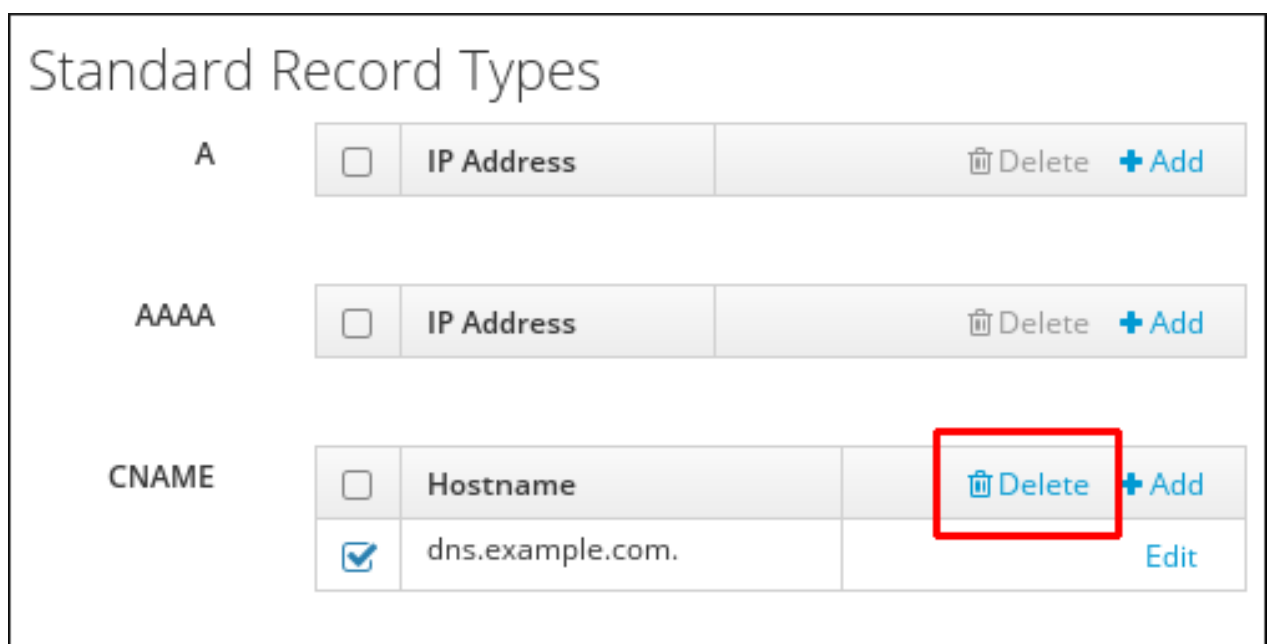 Standard Record Types
A IP Address Delete Add
AAAA IP Address Delete Add
CNAME Hostname Delete Add
dns.example.com. Edit